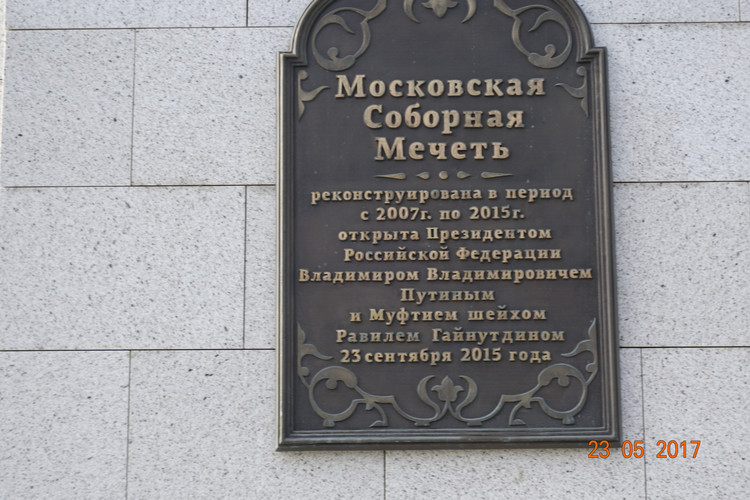 Московская
Соборная
Мечеть
реконструирована в период
с 2007г. по 2015г.
открыта Президентом
Российской Федерации
Владимиром Владимировичем
Путиным
и Муфтием шейхом
Равилем Гайнутдином
23 сентября 2015 года
23 05 2017